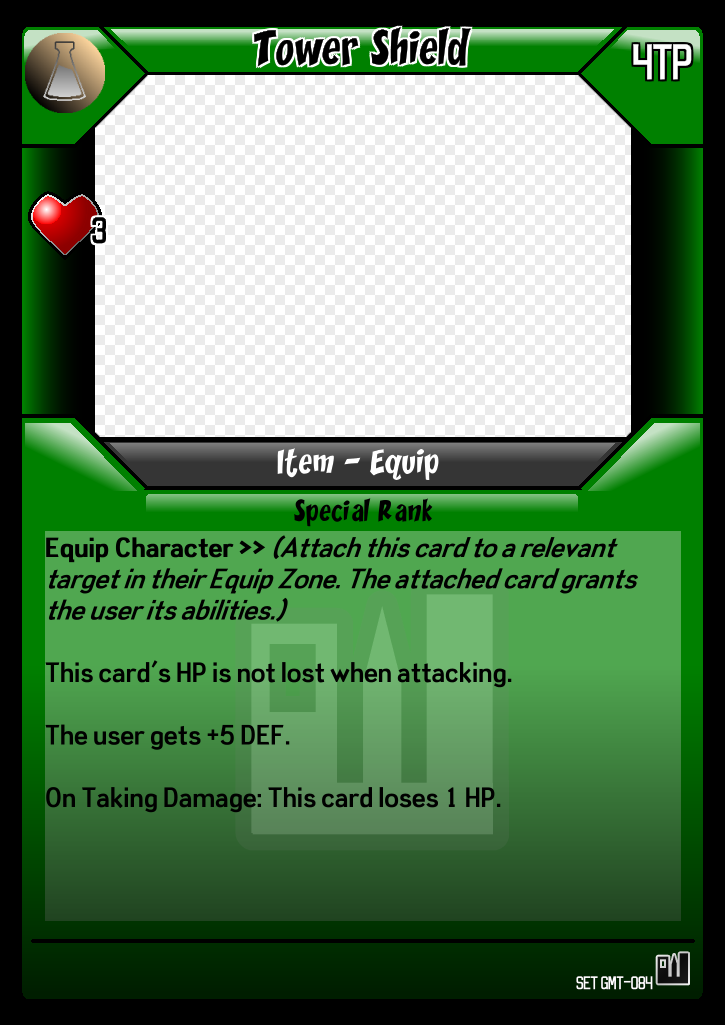 Tower Shield
4TP
3
Item - Equip
Special Rank
Equip Character >> (Attach this card to a relevant
target in their Equip Zone. The attached card grants
the user its abilities.)
This card's HP is not lost when attacking.
The user gets +5 DEF.
On Taking Damage: This card loses 1 HP.
SET GMT-084